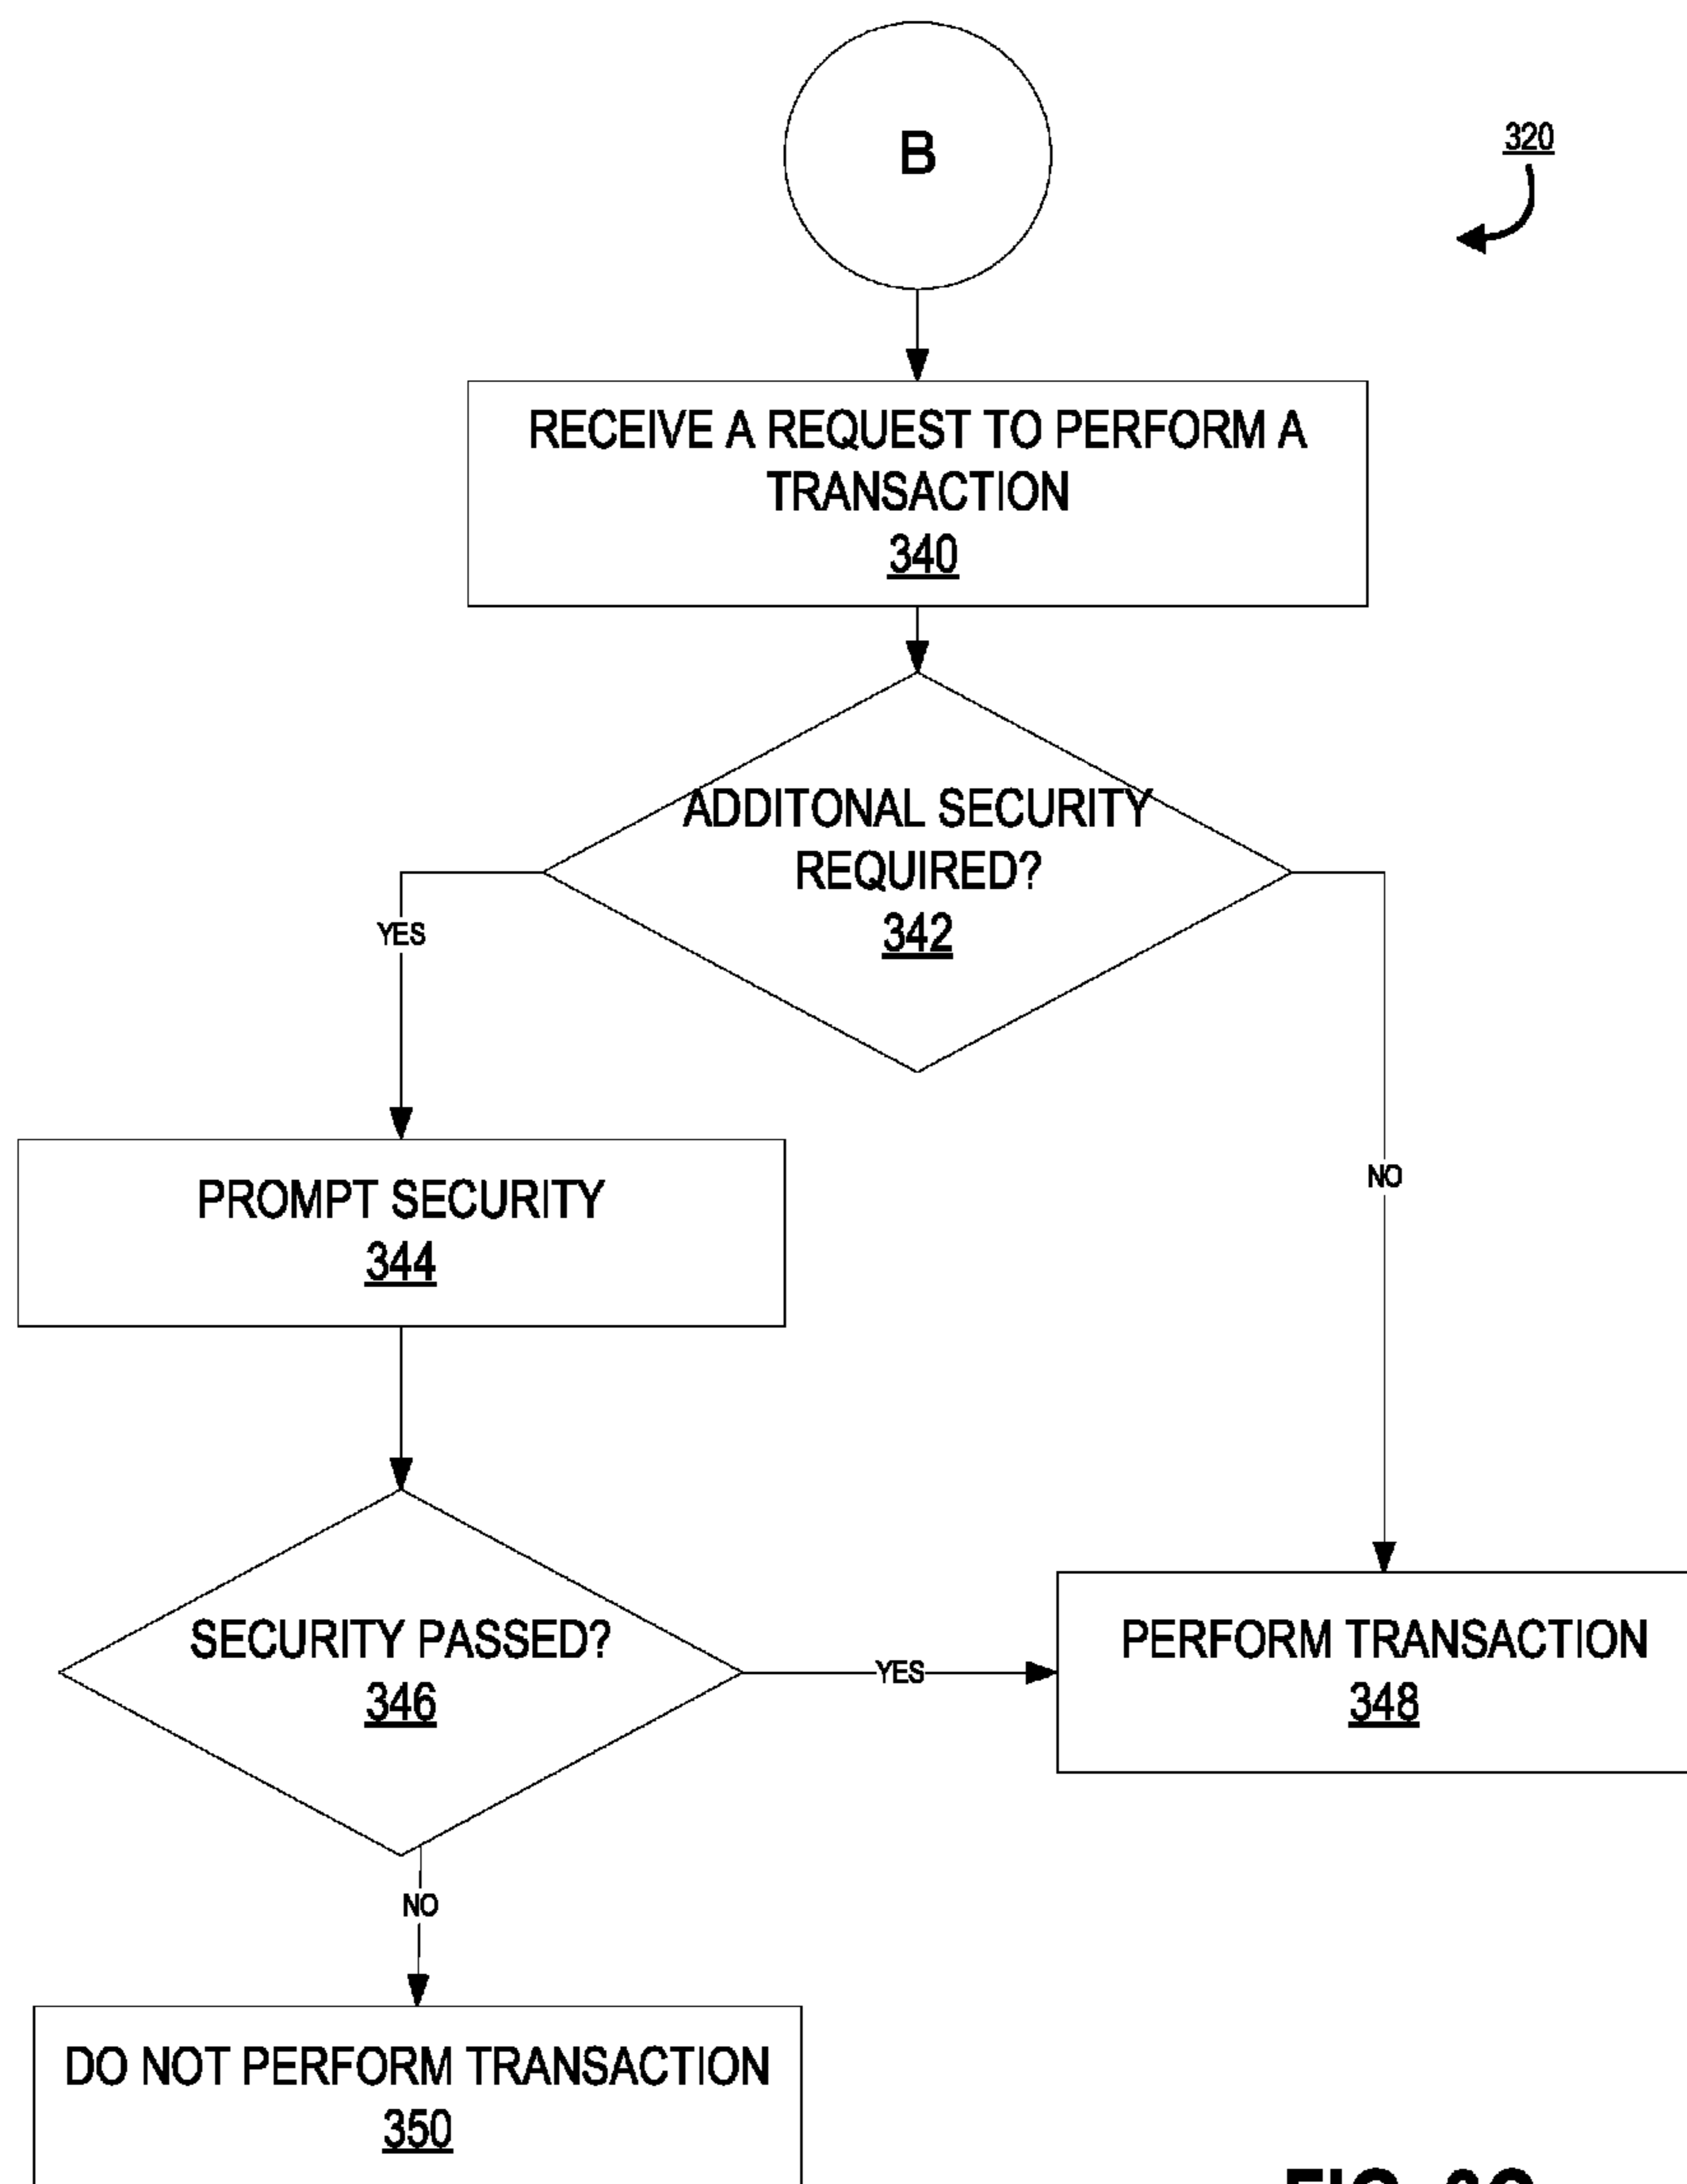 B
320
RECEIVE A REQUEST TO PERFORM A
TRANSACTION
340
ADDITONAL SECURITY
REQUIRED?
342
YES
NO
PROMPT SECURITY
344
SECURITY PASSED?
346
YES
PERFORM TRANSACTION
348
NO
DO NOT PERFORM TRANSACTION
350